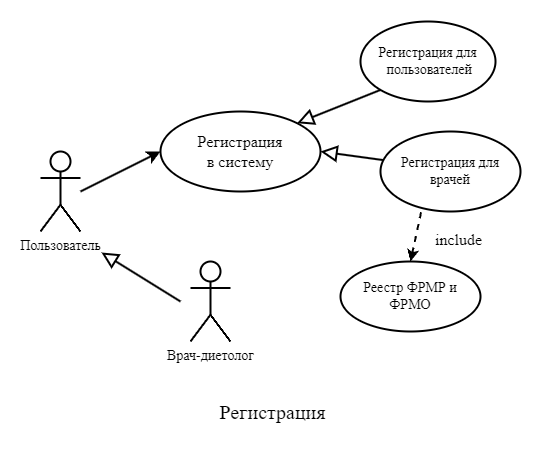 Регистрация для
пользователей
Регистрация
в систему
Регистрация для
врачей
include
Пользователь
Реестр ФРМР и
ФРМО
Врач-диетолог
Регистрация